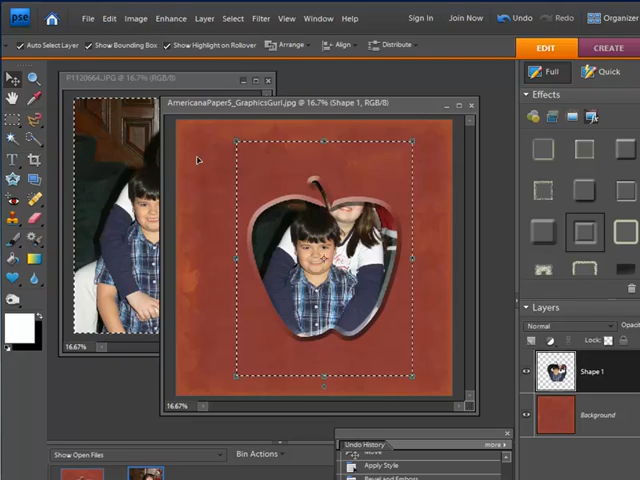 pse File Edit Image Enhance Layer Select Filter View Window Help Sign In Join Now Undo Redo Organizer
Auto Select Layer Show Bounding Box Show Highlight on Rollover Arrange Align Distribute EDIT CREATE
P1120664.JPG @ 16.7% (RGB/8)
AmericanaPaper5_GraphicsGurl.jpg @ 16.7% (Shape 1, RGB/8)
Full Quick
Effects
T
16.67%
16.67%
Layers
Normal
Lock:
Shape 1
Background
Show Open Files Bin Actions
Undo History more
Move
Apply Style
Bevel and Emboss